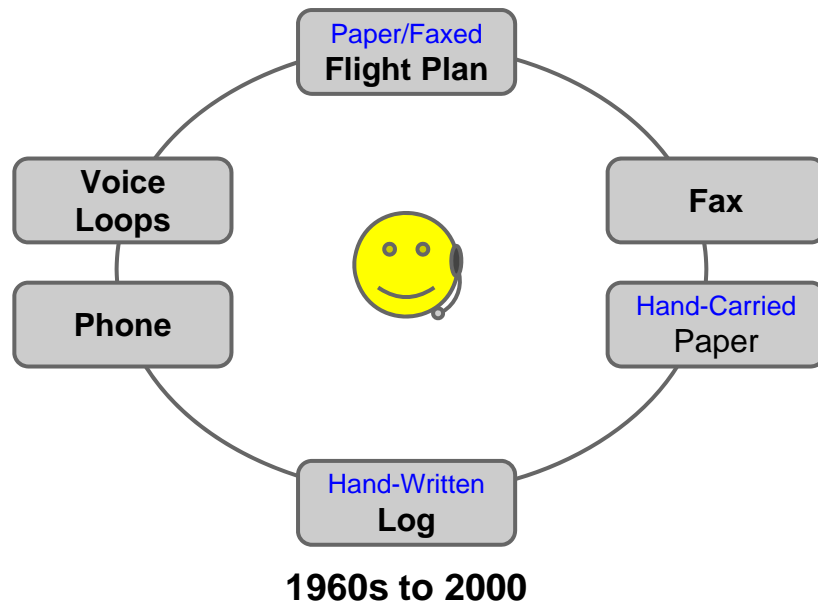 Paper/Faxed
Flight Plan
Voice
Loops
Fax
Phone
Hand-Carried
Paper
Hand-Written
Log
1960s to 2000